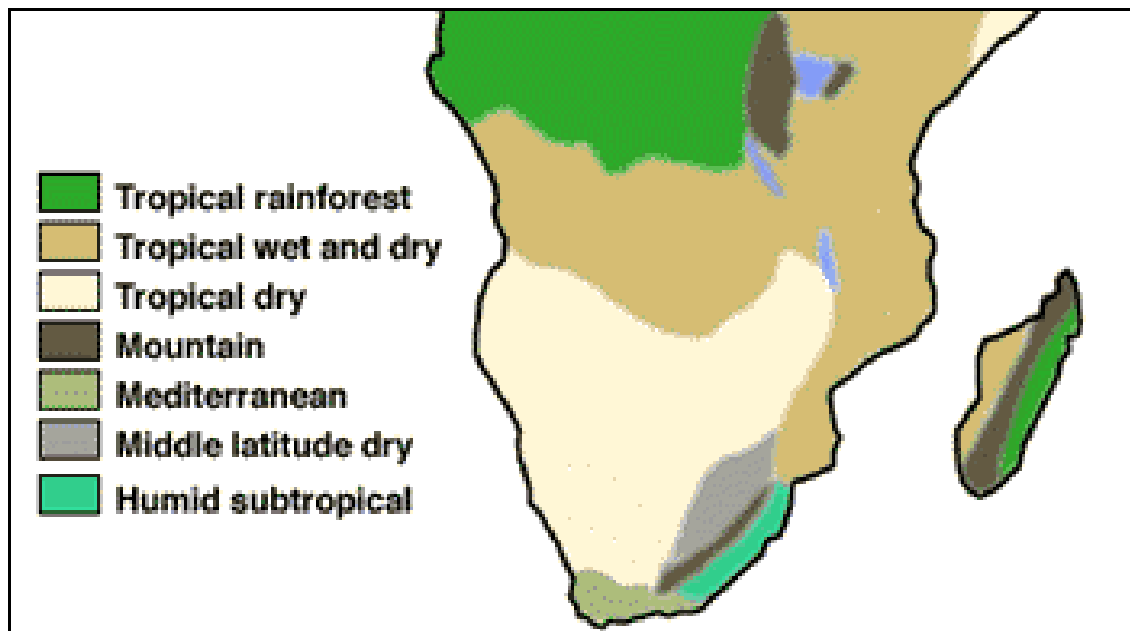 Tropical rainforest
Tropical wet and dry
Tropical dry
Mountain
Mediterranean
Middle latitude dry
Humid subtropical